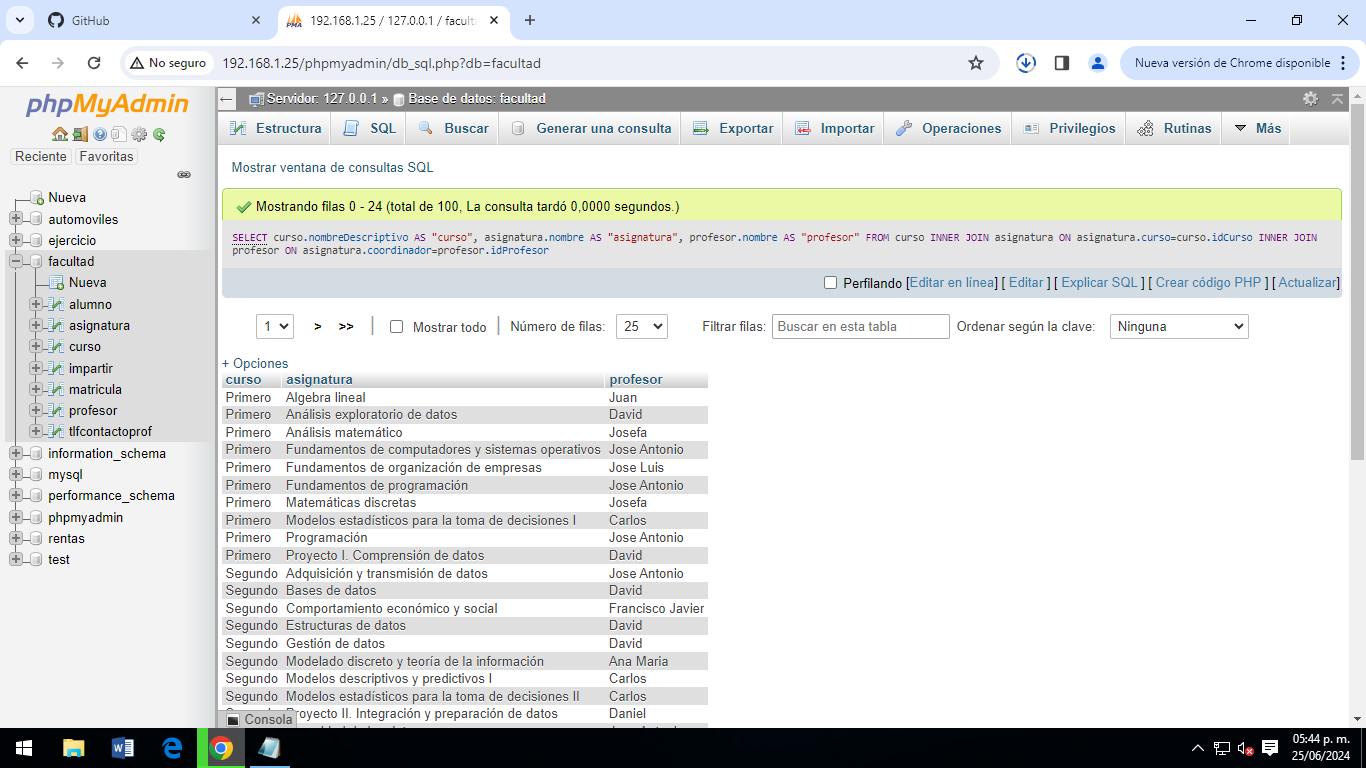 GitHub
192.168.1.25 / 127.0.0.1 / faculta
No seguro
192.168.1.25/phpmyadmin/db_sql.php?db=facultad
Nueva versión de Chrome disponible
phpMyAdmin
Reciente
Favoritas
Nueva
automoviles
ejercicio
facultad
Nueva
alumno
asignatura
curso
impartir
matricula
profesor
tlfcontactoprof
information_schema
mysql
performance_schema
phpmyadmin
rentas
test
Servidor: 127.0.0.1 » Base de datos: facultad
Estructura SQL Buscar Generar una consulta Exportar Importar Operaciones Privilegios Rutinas Más
Mostrar ventana de consultas SQL
Mostrando filas 0 - 24 (total de 100, La consulta tardó 0,0000 segundos.)
SELECT curso.nombreDescriptivo AS "curso", asignatura.nombre AS "asignatura", profesor.nombre AS "profesor" FROM curso INNER JOIN asignatura ON asignatura.curso=curso.idCurso INNER JOIN
profesor ON asignatura.coordinador=profesor.idProfesor
Perfilando [Editar en línea] [ Editar ] [ Explicar SQL ] [ Crear código PHP ] [ Actualizar]
1 > >> | Mostrar todo | Número de filas: 25 Filtrar filas: Buscar en esta tabla Ordenar según la clave: Ninguna
+ Opciones
curso asignatura profesor
Primero Algebra lineal Juan
Primero Análisis exploratorio de datos David
Primero Análisis matemático Josefa
Primero Fundamentos de computadores y sistemas operativos Jose Antonio
Primero Fundamentos de organización de empresas Jose Luis
Primero Fundamentos de programación Jose Antonio
Primero Matemáticas discretas Josefa
Primero Modelos estadísticos para la toma de decisiones I Carlos
Primero Programación Jose Antonio
Primero Proyecto I. Comprensión de datos David
Segundo Adquisición y transmisión de datos Jose Antonio
Segundo Bases de datos David
Segundo Comportamiento económico y social Francisco Javier
Segundo Estructuras de datos David
Segundo Gestión de datos David
Segundo Modelado discreto y teoría de la información Ana Maria
Segundo Modelos descriptivos y predictivos I Carlos
Segundo Modelos estadísticos para la toma de decisiones II Carlos
royecto II. Integración y preparación de datos Daniel
Consola
05:44 p. m.
25/06/2024